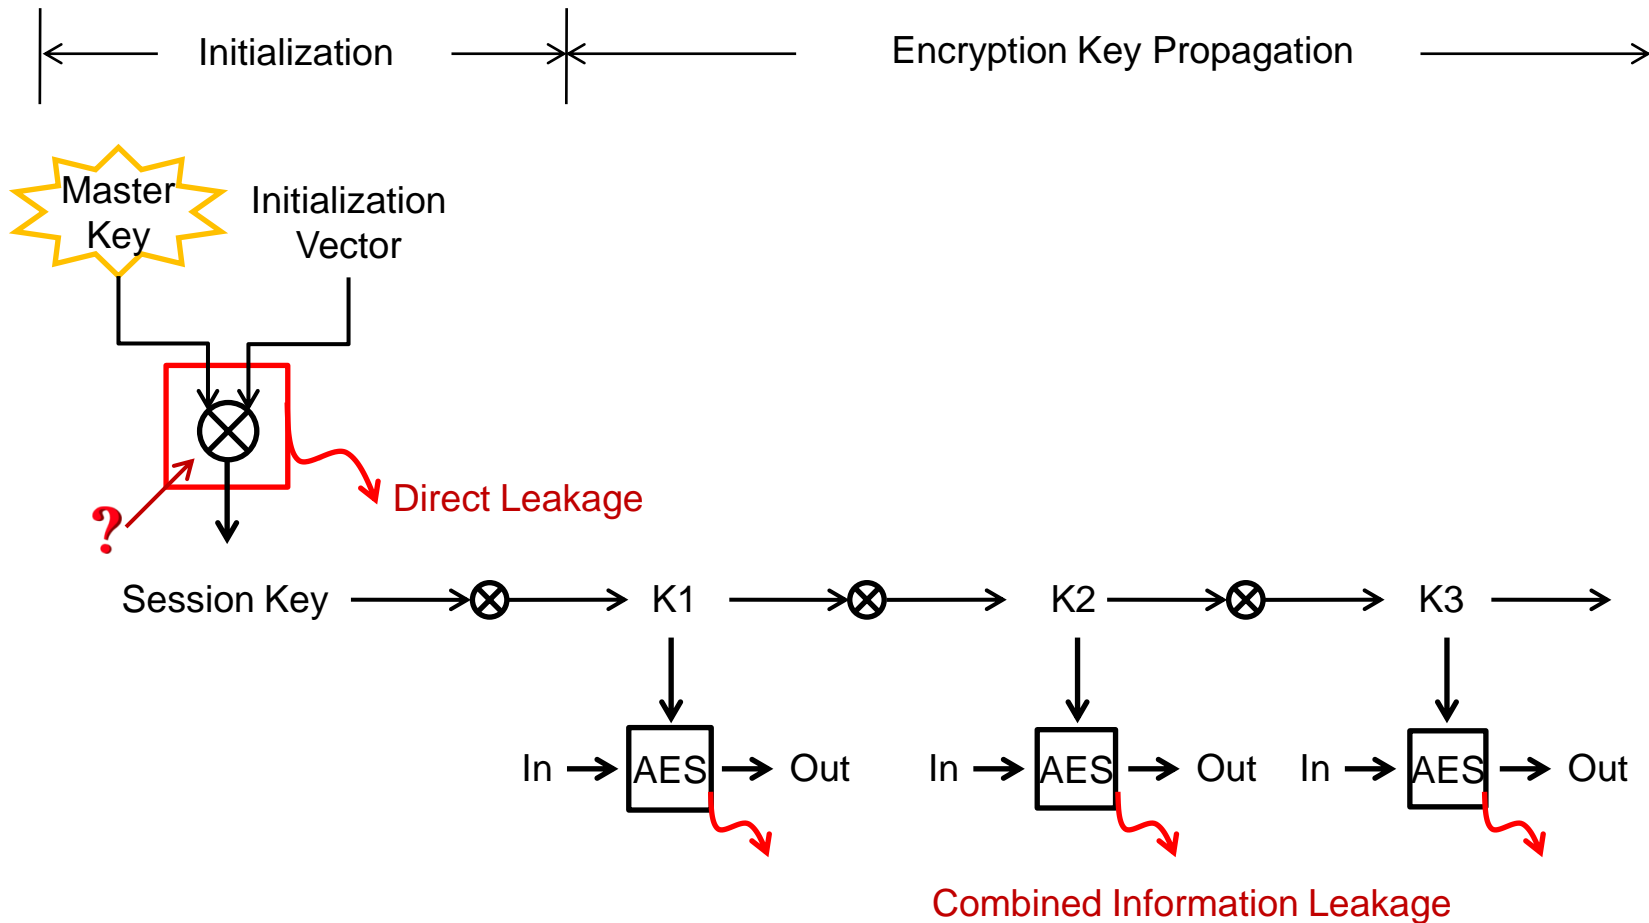 Initialization
Encryption Key Propagation
Master
Key
Initialization
Vector
?
Direct Leakage
Session Key
K1
K2
K3
In
AES
Out
In
AES
Out
In
AES
Out
Combined Information Leakage